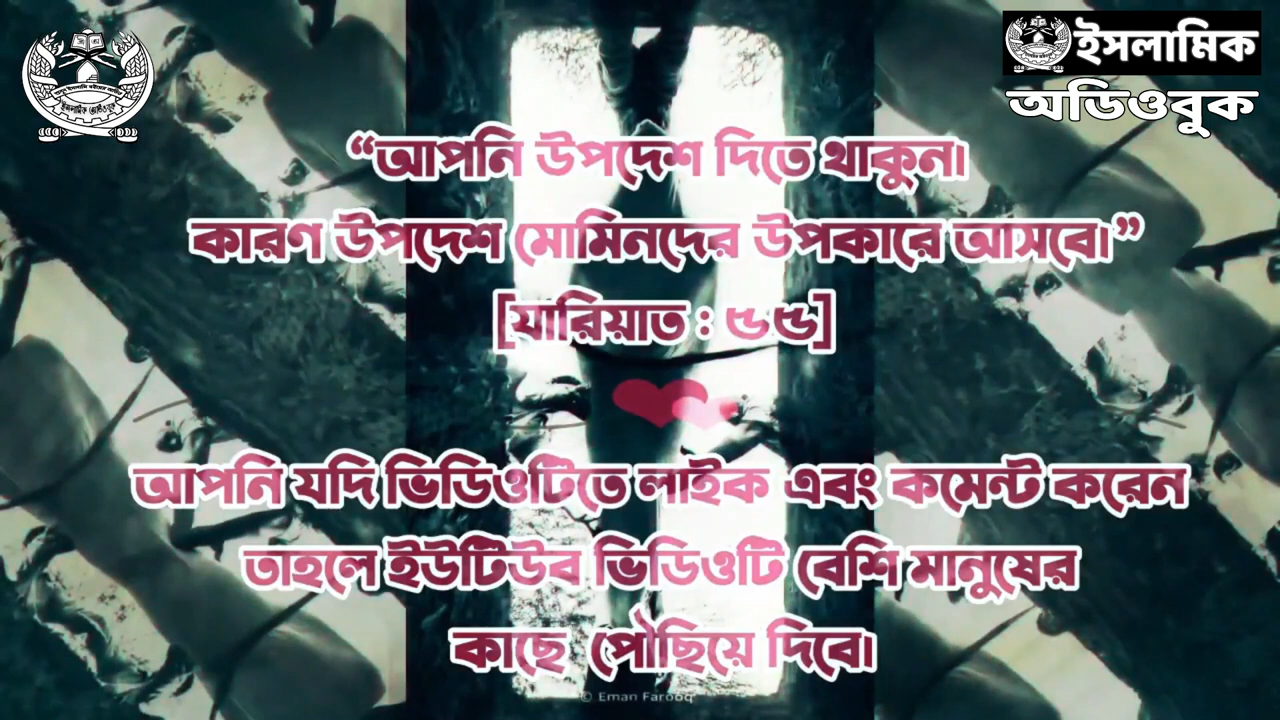 ইসলামিক
অডিওবুক
“আপনি উপদেশ দিতে থাকুন।
কারণ উপদেশ মোমিনদের উপকারে আসবে।”
[যারিয়াত : ৫৫]
আপনি যদি ভিডিওটিতে লাইক এবং কমেন্ট করেন
তাহলে ইউটিউব ভিডিওটি বেশি মানুষের
কাছে পৌছিয়ে দিবে।
© Eman Farooq